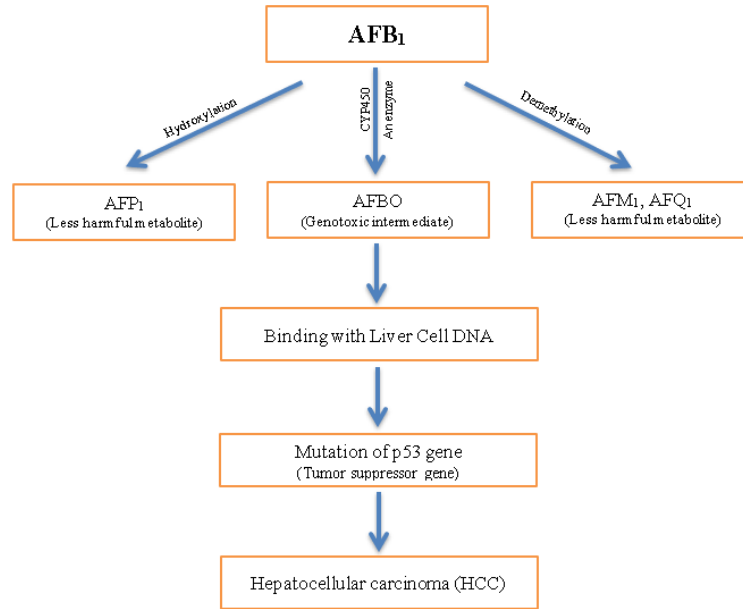 AFB₁
Hydroxylation
CYP450
An enzyme
Demethylation
AFP₁
(Less harmful metabolite)
AFBO
(Genotoxic intermediate)
AFM₁, AFQ₁
(Less harmful metabolite)
Binding with Liver Cell DNA
Mutation of p53 gene
(Tumor suppressor gene)
Hepatocellular carcinoma (HCC)